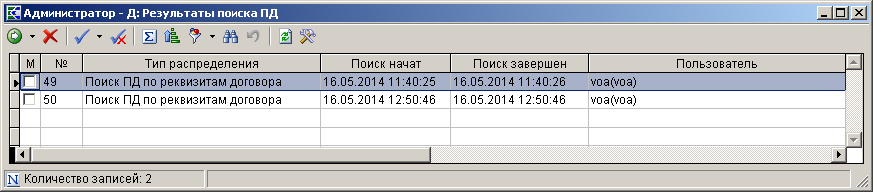 Администратор - Д: Результаты поиска ПД
М № Тип распределения Поиск начат Поиск завершен Пользователь
49 Поиск ПД по реквизитам договора 16.05.2014 11:40:25 16.05.2014 11:40:26 voa(voa)
50 Поиск ПД по реквизитам договора 16.05.2014 12:50:46 16.05.2014 12:50:46 voa(voa)
N Количество записей: 2